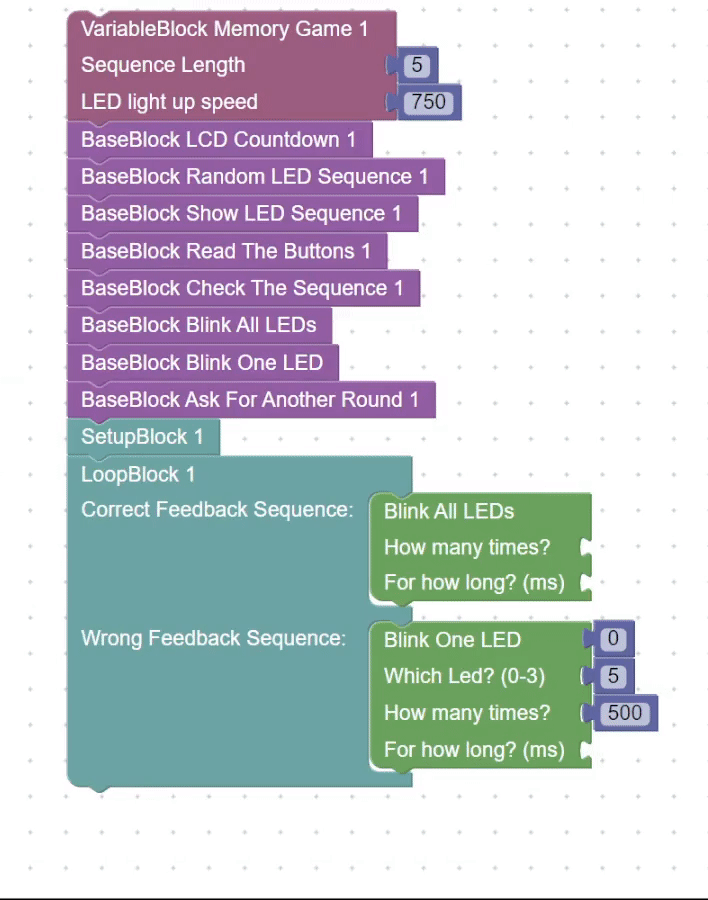 VariableBlock Memory Game 1
Sequence Length 5
LED light up speed 750
BaseBlock LCD Countdown 1
BaseBlock Random LED Sequence 1
BaseBlock Show LED Sequence 1
BaseBlock Read The Buttons 1
BaseBlock Check The Sequence 1
BaseBlock Blink All LEDs
BaseBlock Blink One LED
BaseBlock Ask For Another Round 1
SetupBlock 1
LoopBlock 1
Correct Feedback Sequence: Blink All LEDs
How many times?
For how long? (ms)
Wrong Feedback Sequence: Blink One LED 0
Which Led? (0-3) 5
How many times? 500
For how long? (ms)